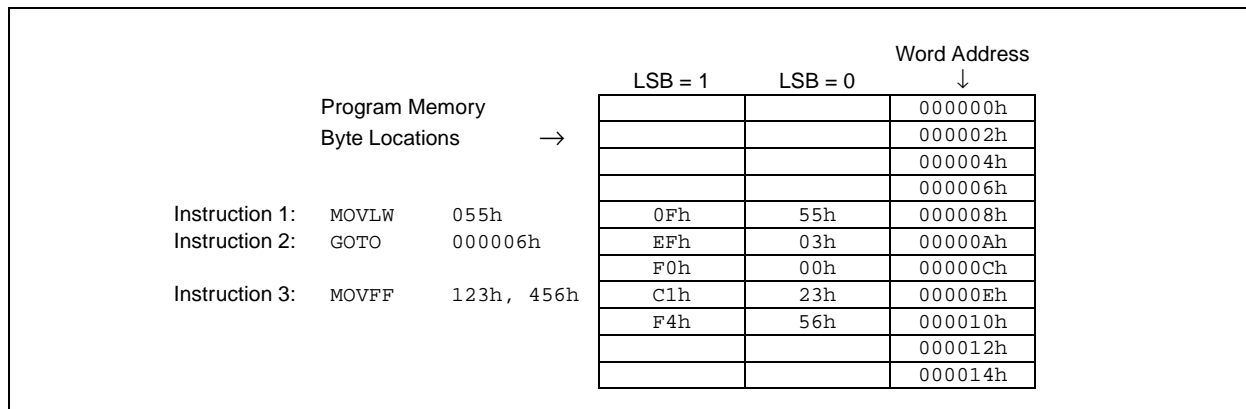 Word Address
LSB = 1 LSB = 0 ↓
Program Memory 000000h
Byte Locations → 000002h
000004h
000006h
Instruction 1: MOVLW 055h 0Fh 55h 000008h
Instruction 2: GOTO 000006h EFh 03h 00000Ah
F0h 00h 00000Ch
Instruction 3: MOVFF 123h, 456h C1h 23h 00000Eh
F4h 56h 000010h
000012h
000014h